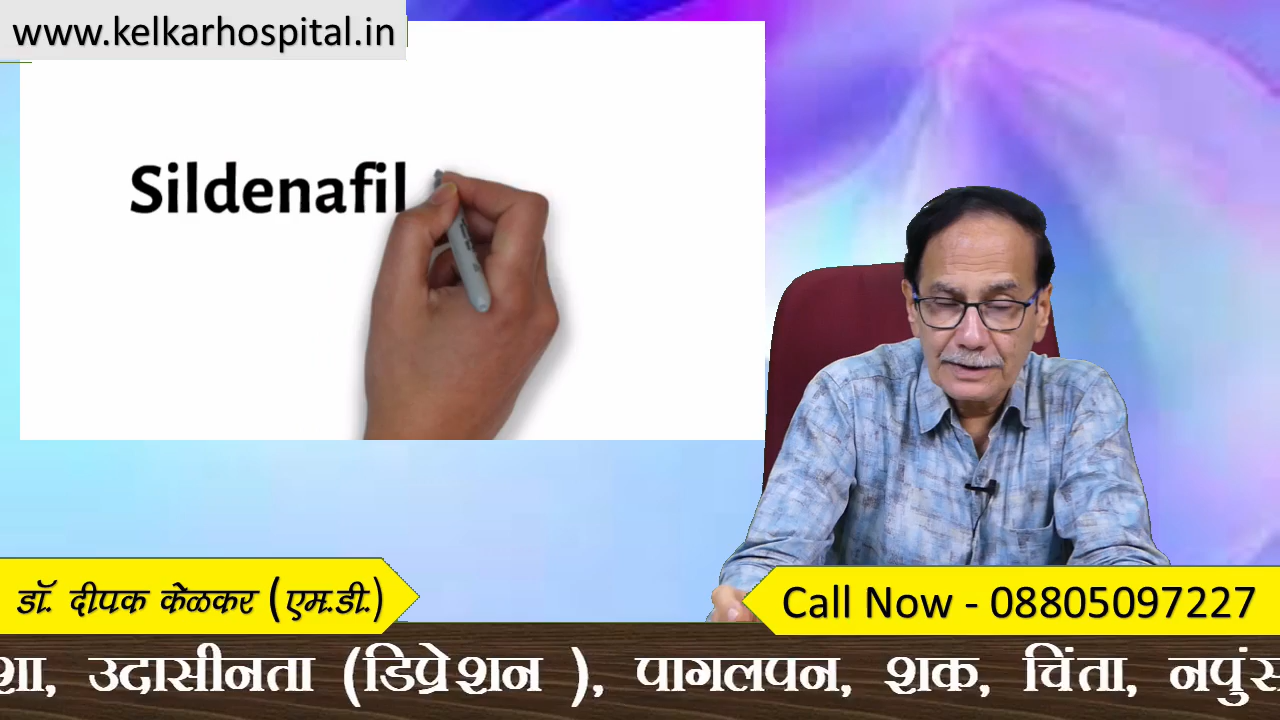 www.kelkarhospital.in
Sildenafil
डॉ. दीपक केळकर (एम.डी.)
Call Now - 08805097227
उदासीनता (डिप्रेशन ), पागलपन, शक, चिंता,